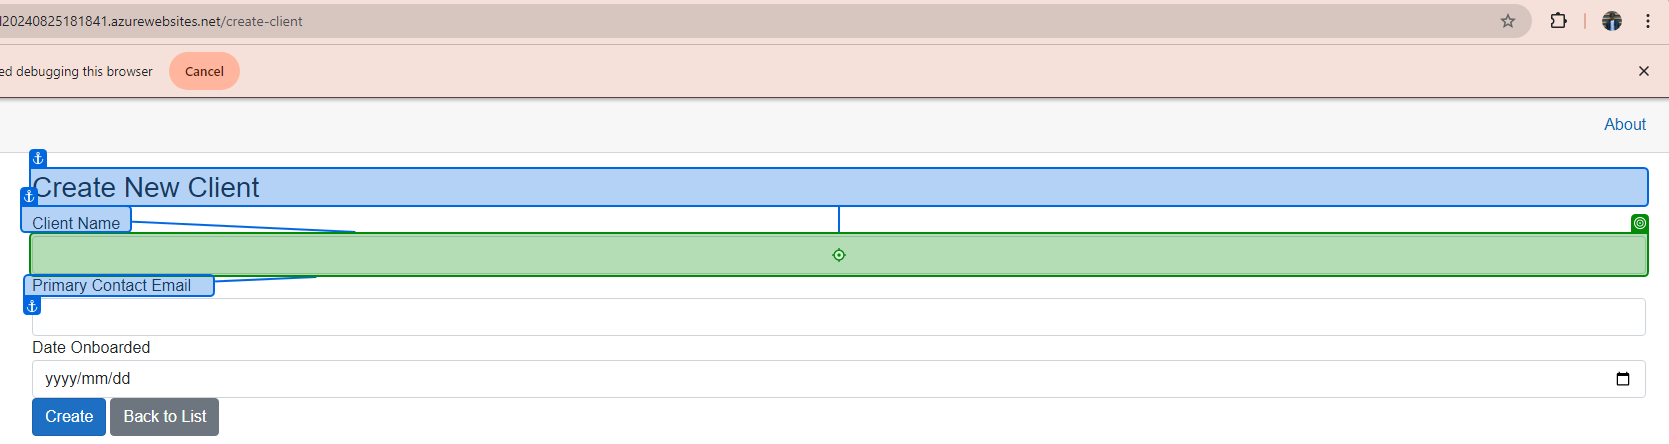 l20240825181841.azurewebsites.net/create-client
ed debugging this browser Cancel
About
Create New Client
Client Name
Primary Contact Email
Date Onboarded
yyyy/mm/dd
Create Back to List